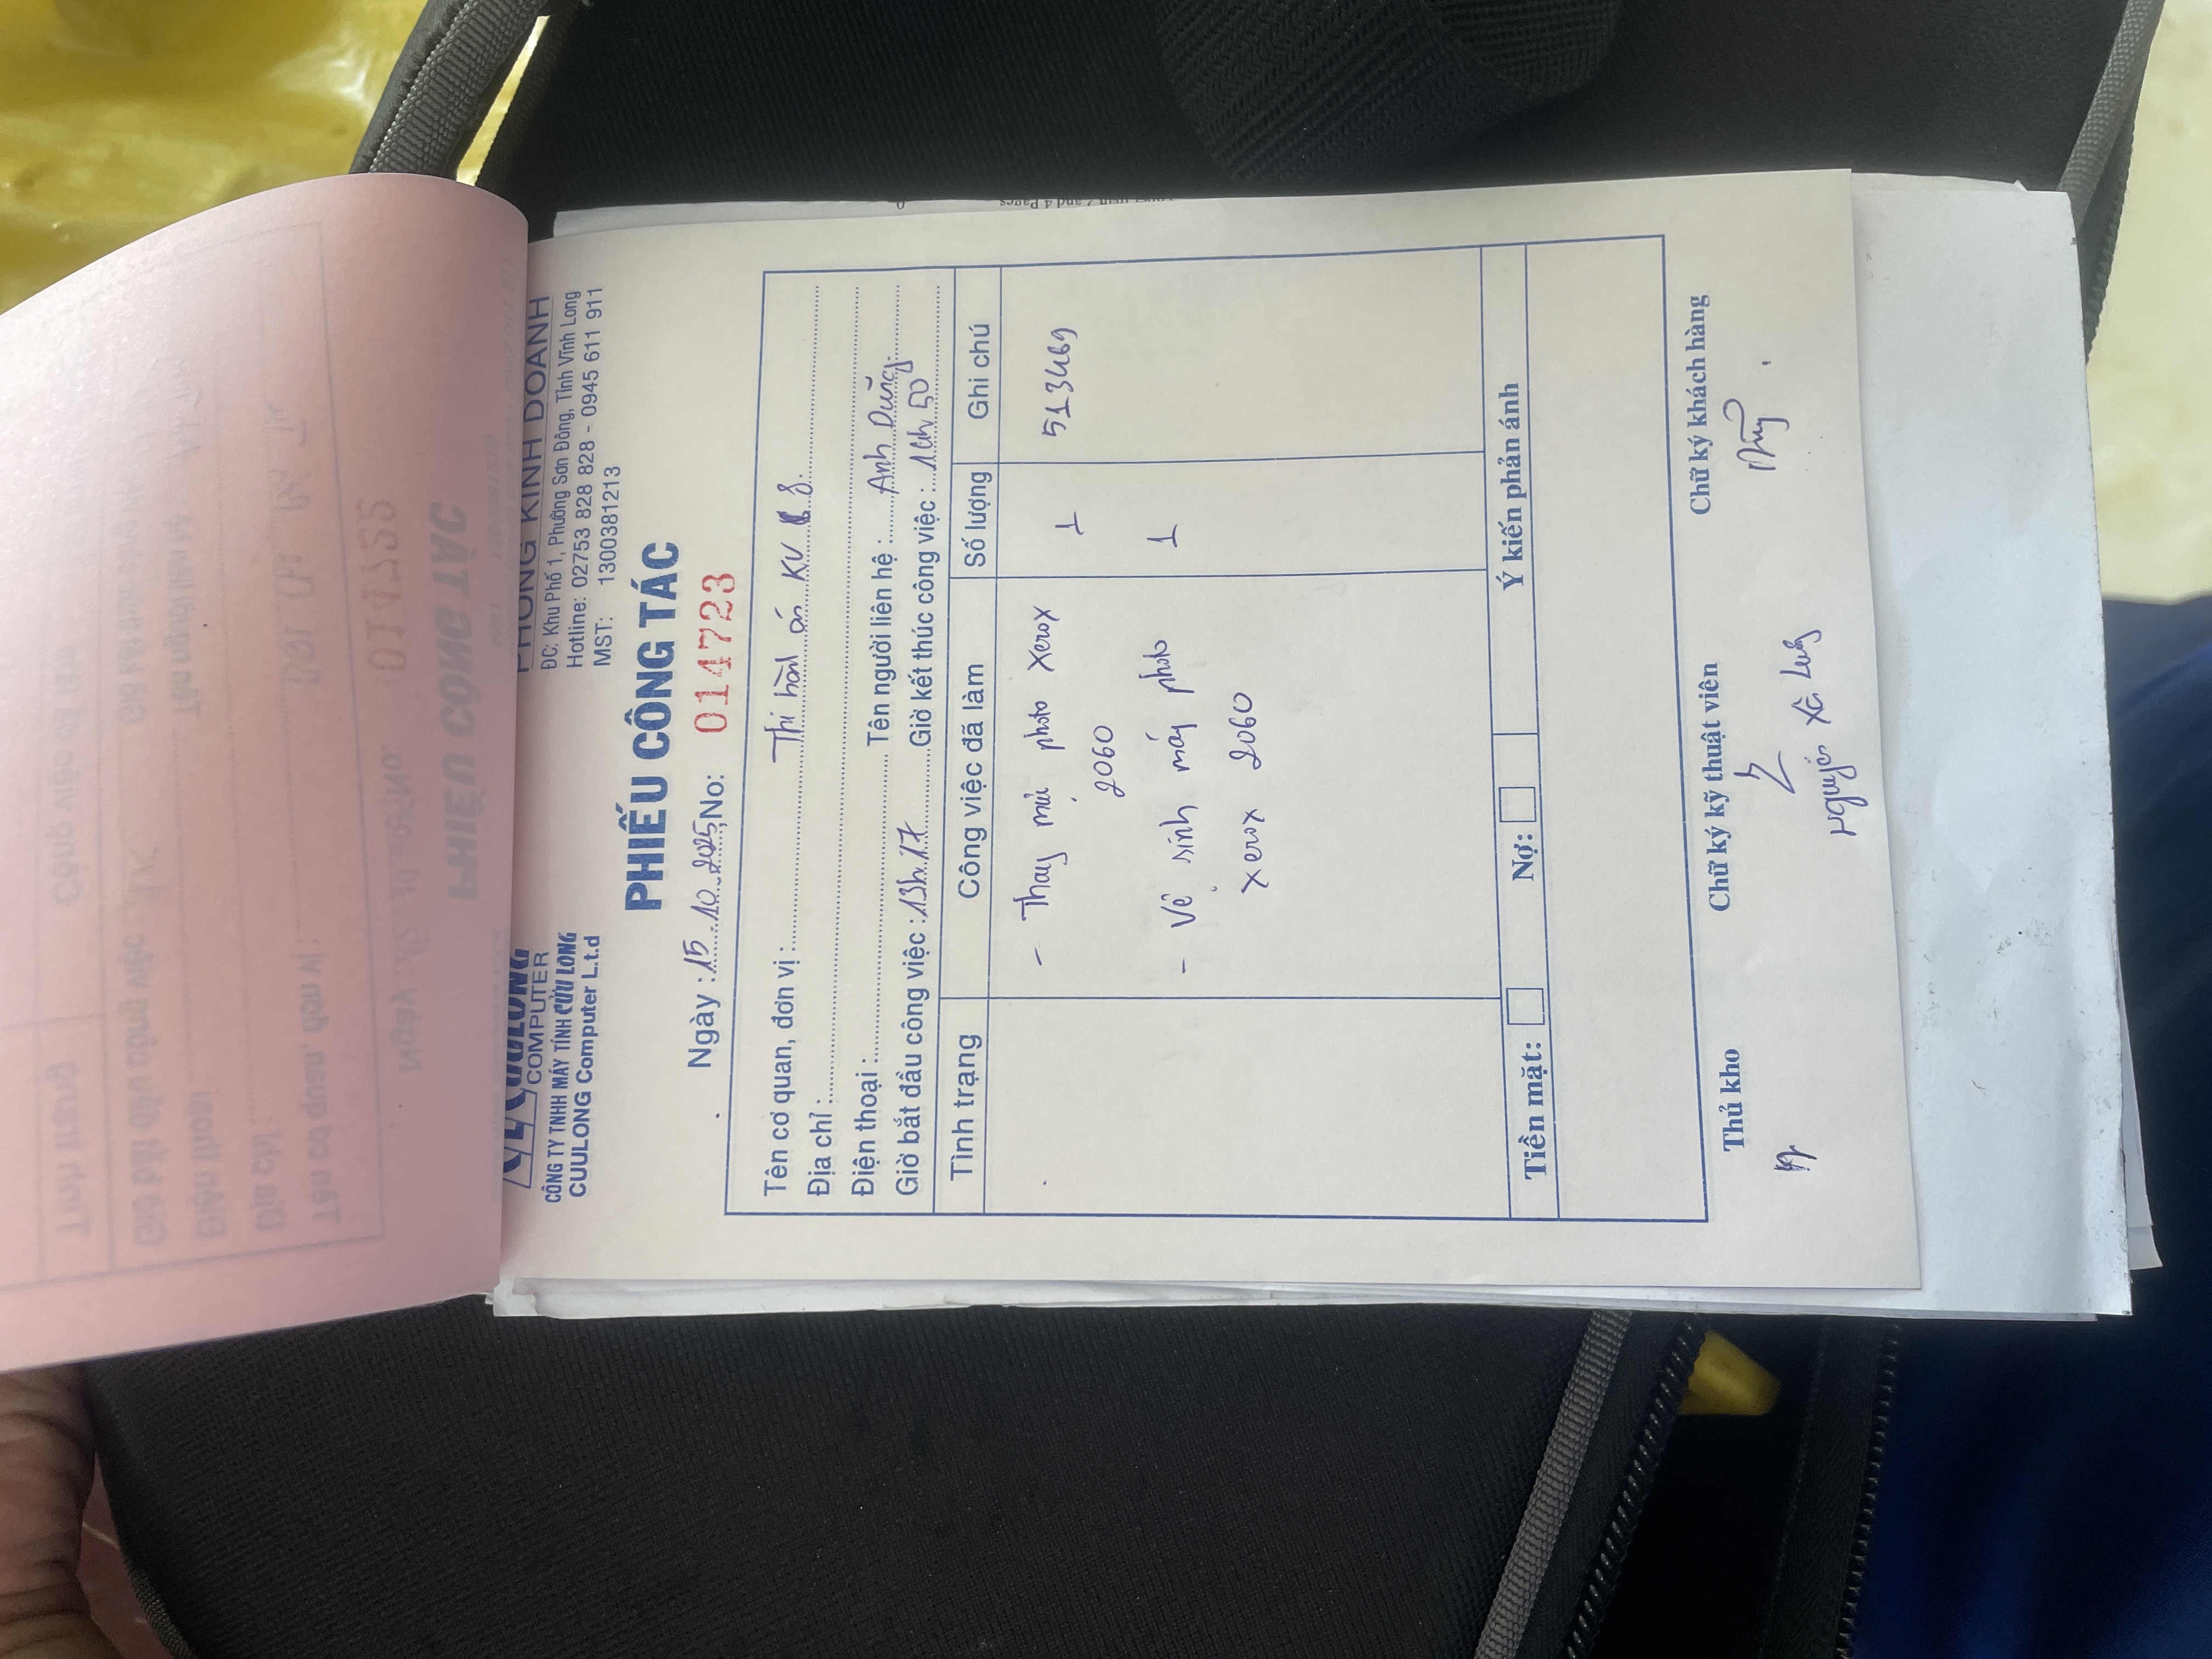 CUULONG
COMPUTER
CÔNG TY TNHH MÁY TÍNH CỬU LONG
CUULONG Computer L.t.d
PHÒNG KINH DOANH
ĐC: Khu Phố 1, Phường Sơn Đông, Tỉnh Vĩnh Long
Hotline: 02753 828 828 - 0945 611 911
MST: 1300381213
PHIẾU CÔNG TÁC
Ngày : 15.10.2025, No: 014723
Tên cơ quan, đơn vị : Thi hành án KV 8
Địa chỉ :
Điện thoại : Tên người liên hệ : Anh Dũng
Giờ bắt đầu công việc : 13h17 Giờ kết thúc công việc : 14h50
Tình trạng Công việc đã làm Số lượng Ghi chú
- Thay mực photo Xerox 1 513469
2060
- Vệ sinh máy photo 1
Xerox 2060
Tiền mặt: Nợ: Ý kiến phản ánh
Thủ kho Chữ ký kỹ thuật viên Chữ ký khách hàng
Nguyễn